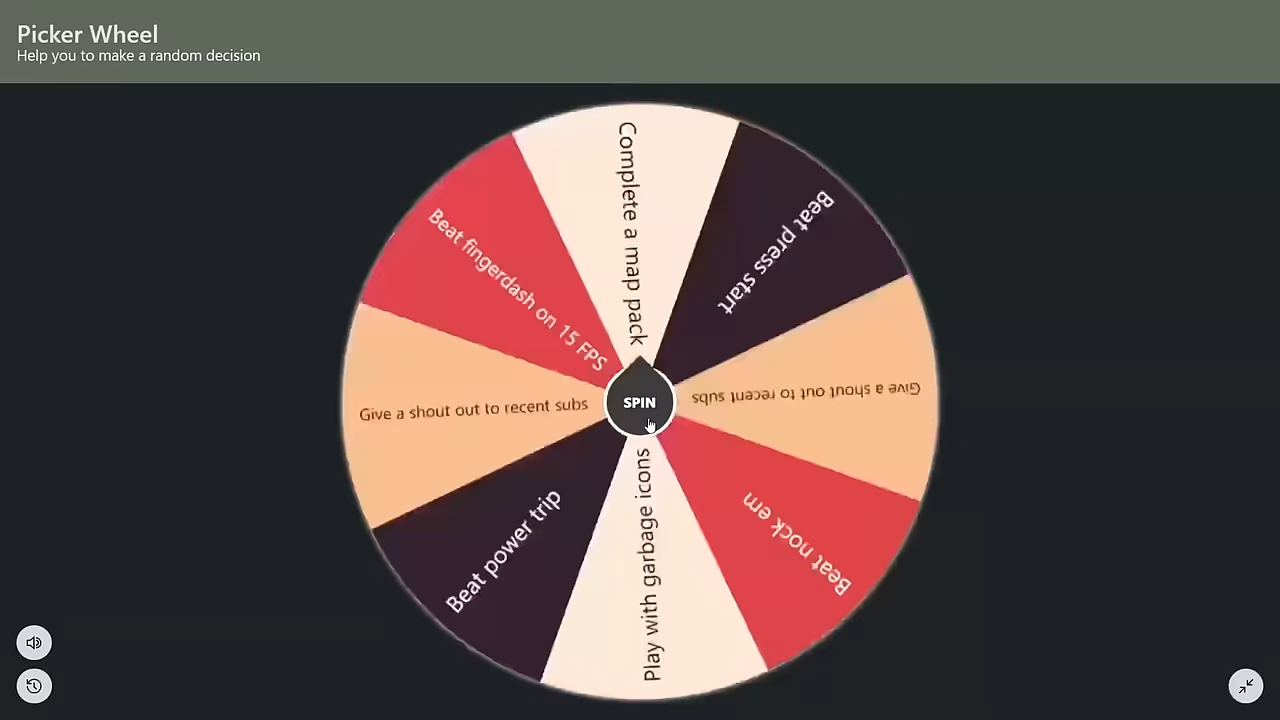 Picker Wheel
Help you to make a random decision
Complete a map pack
Beat press start
Give a shout out to recent subs
Beat nock em
Play with garbage icons
Beat power trip
Give a shout out to recent subs
Beat fingerdash on 15 FPS
SPIN